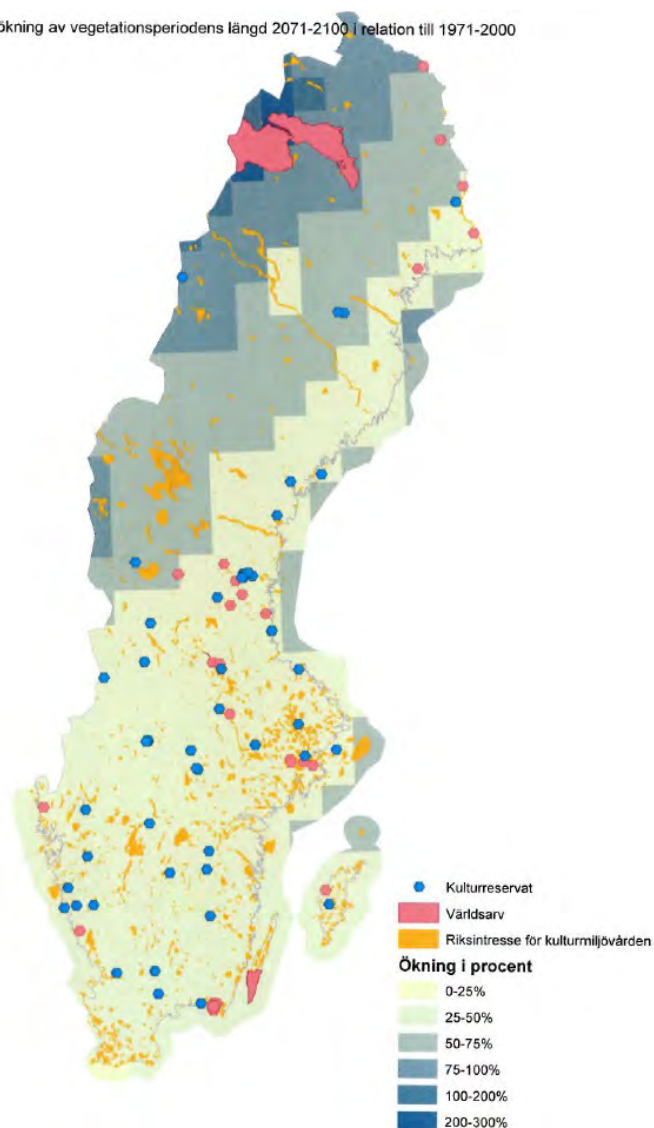 ökning av vegetationsperiodens längd 2071-2100 i relation till 1971-2000
Kulturreservat
Världsarv
Riksintresse för kulturmiljövården
Ökning i procent
0-25%
25-50%
50-75%
75-100%
100-200%
200-300%